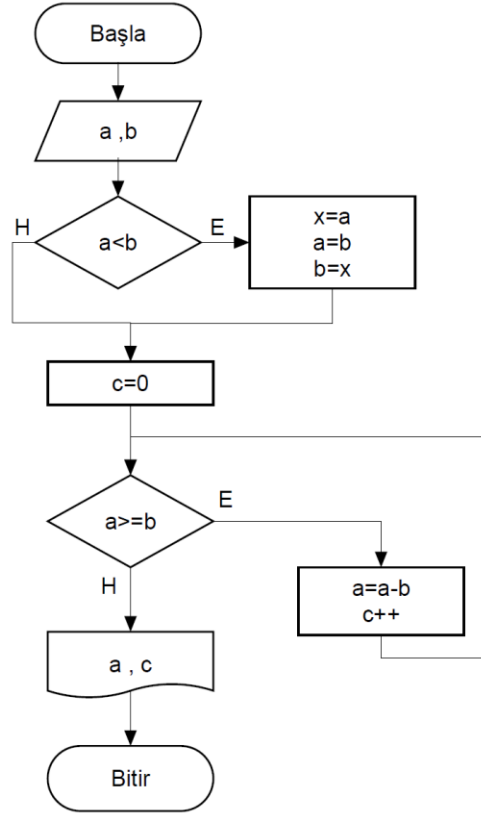 Başla
a ,b
H
a<b
E
x=a
a=b
b=x
c=0
a>=b
E
H
a=a-b
c++
a , c
Bitir